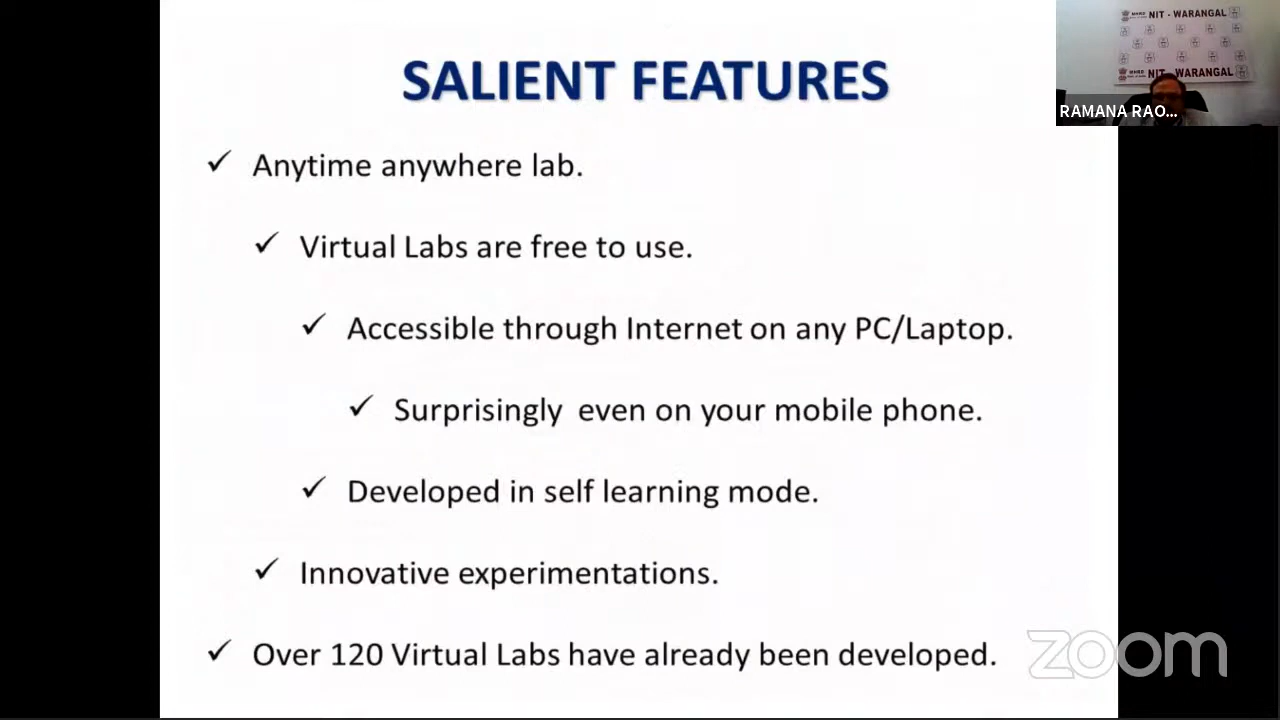 SALIENT FEATURES
✓ Anytime anywhere lab.
✓ Virtual Labs are free to use.
✓ Accessible through Internet on any PC/Laptop.
✓ Surprisingly even on your mobile phone.
✓ Developed in self learning mode.
✓ Innovative experimentations.
✓ Over 120 Virtual Labs have already been developed.
MHRD NIT - WARANGAL
MHRD NIT - WARANGAL
RAMANA RAO...
zoom